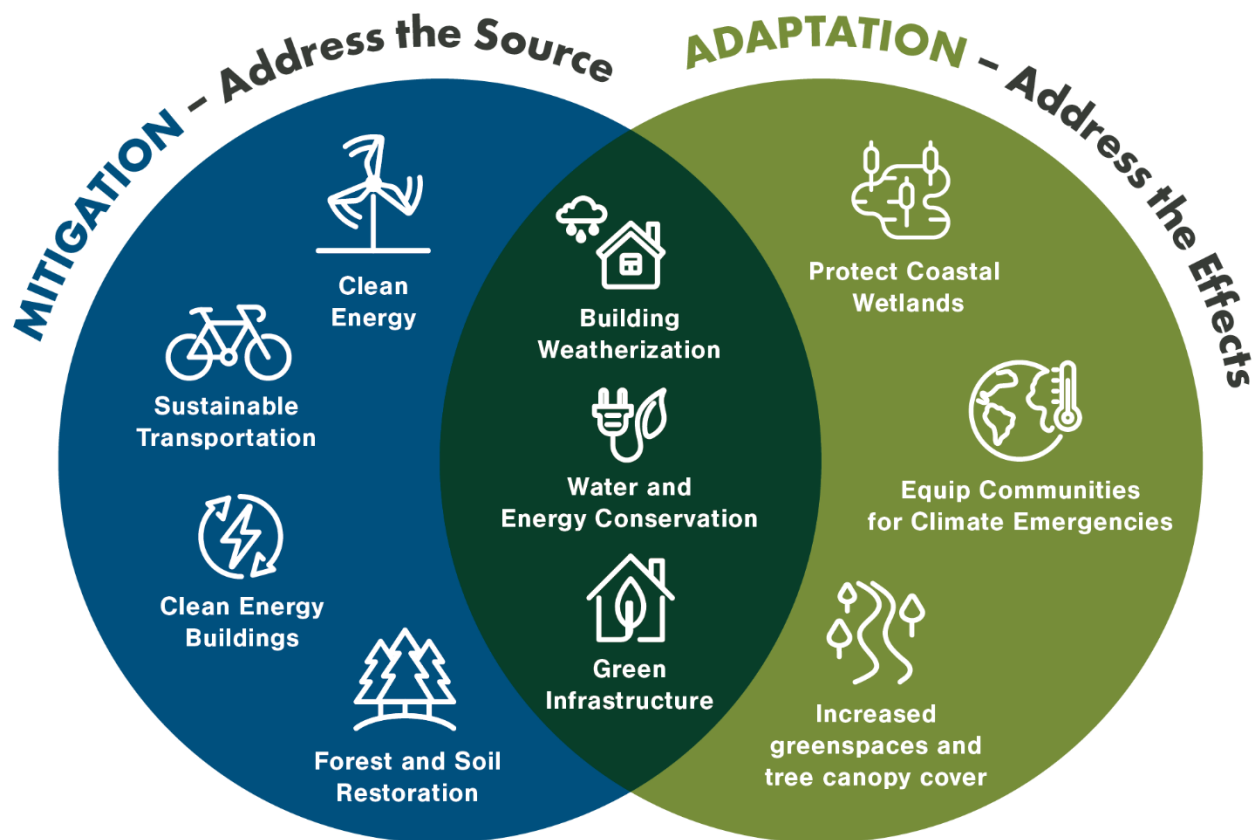 MITIGATION – Address the Source
ADAPTATION – Address the Effects
Clean
Energy
Sustainable
Transportation
Clean Energy
Buildings
Forest and Soil
Restoration
Building
Weatherization
Water and
Energy Conservation
Green
Infrastructure
Protect Coastal
Wetlands
Equip Communities
for Climate Emergencies
Increased
greenspaces and
tree canopy cover